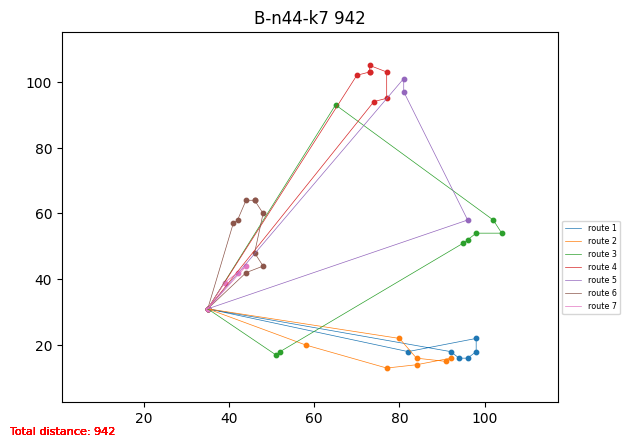 B-n44-k7 942
100
80
60
40
20
20
40
60
80
100
route 1
route 2
route 3
route 4
route 5
route 6
route 7
Total distance: 942